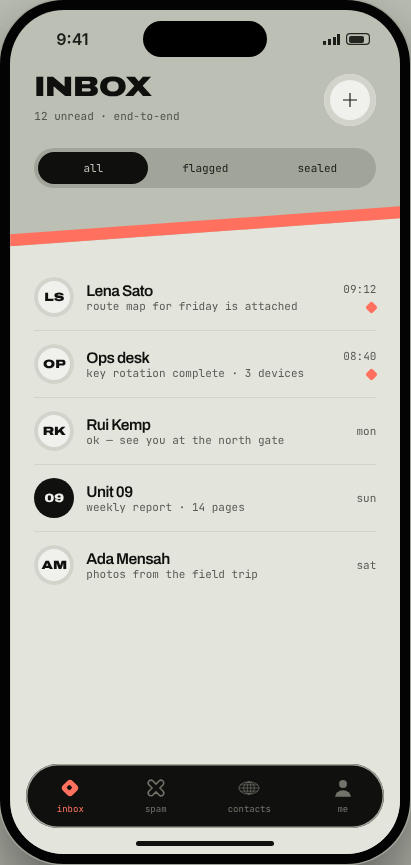 9:41
INBOX
12 unread · end-to-end
all flagged sealed
LS Lena Sato 09:12
route map for friday is attached
OP Ops desk 08:40
key rotation complete · 3 devices
RK Rui Kemp mon
ok — see you at the north gate
09 Unit 09 sun
weekly report · 14 pages
AM Ada Mensah sat
photos from the field trip
inbox spam contacts me